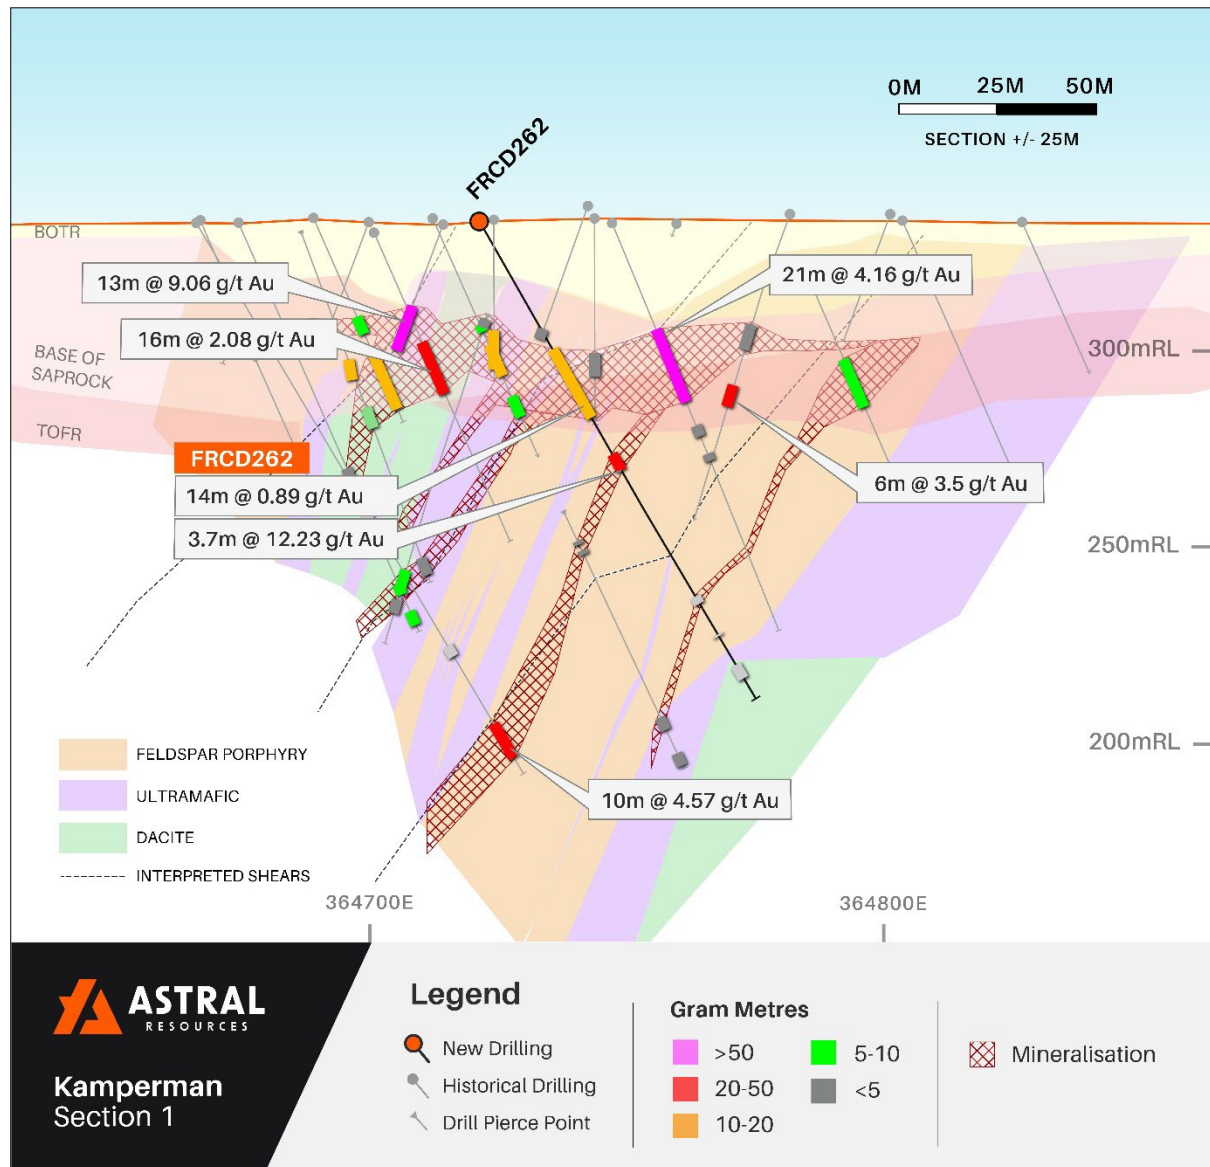 0M 25M 50M
SECTION +/- 25M
FRCD262
BOTR
13m @ 9.06 g/t Au
21m @ 4.16 g/t Au
16m @ 2.08 g/t Au
BASE OF
SAPROCK
300mRL
TOFR
FRCD262
14m @ 0.89 g/t Au
6m @ 3.5 g/t Au
3.7m @ 12.23 g/t Au
250mRL
200mRL
FELDSPAR PORPHYRY
ULTRAMAFIC
10m @ 4.57 g/t Au
DACITE
INTERPRETED SHEARS
364700E
364800E
ASTRAL
RESOURCES
Kamperman
Section 1
Legend
New Drilling
Historical Drilling
Drill Pierce Point
Gram Metres
>50
20-50
10-20
5-10
<5
Mineralisation